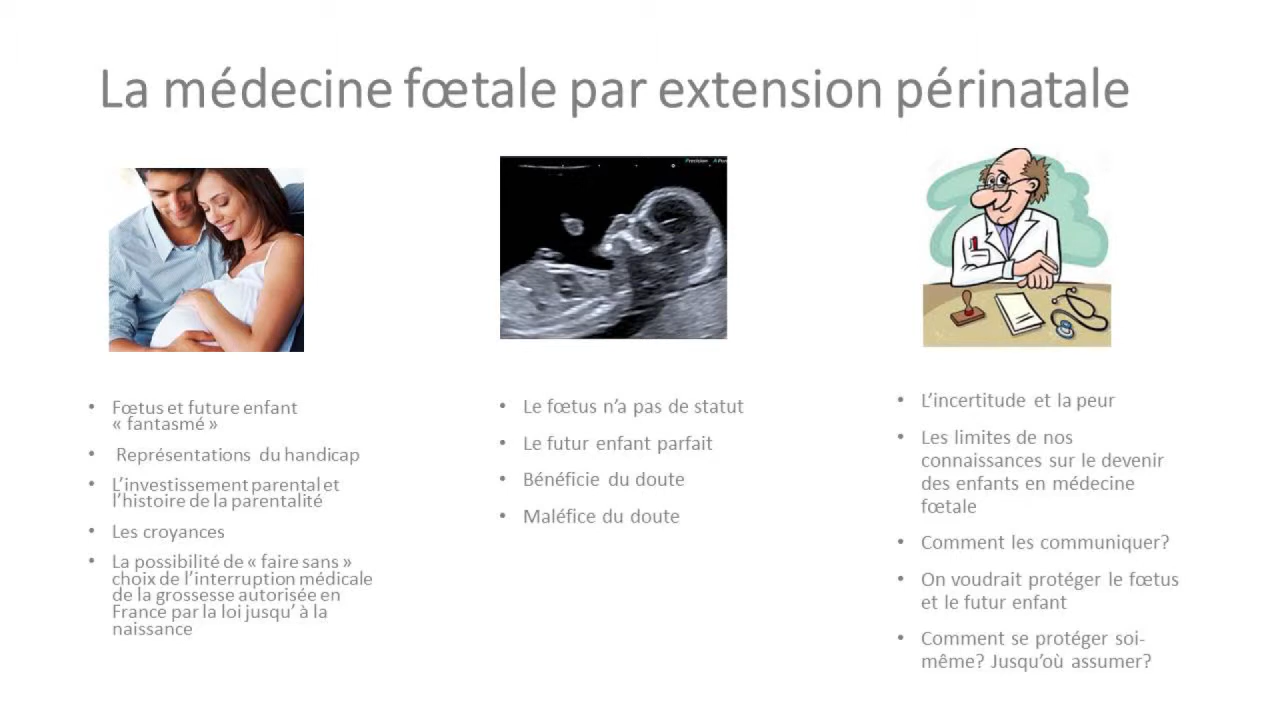 La médecine fœtale par extension périnatale
• Fœtus et future enfant
« fantasmé »
• Représentations du handicap
• L'investissement parental et
l'histoire de la parentalité
• Les croyances
• La possibilité de « faire sans »
choix de l'interruption médicale
de la grossesse autorisée en
France par la loi jusqu' à la
naissance
Precision
• Le fœtus n'a pas de statut
• Le futur enfant parfait
• Bénéficie du doute
• Maléfice du doute
• L'incertitude et la peur
• Les limites de nos
connaissances sur le devenir
des enfants en médecine
fœtale
• Comment les communiquer?
• On voudrait protéger le fœtus
et le futur enfant
• Comment se protéger soi-
même? Jusqu'où assumer?